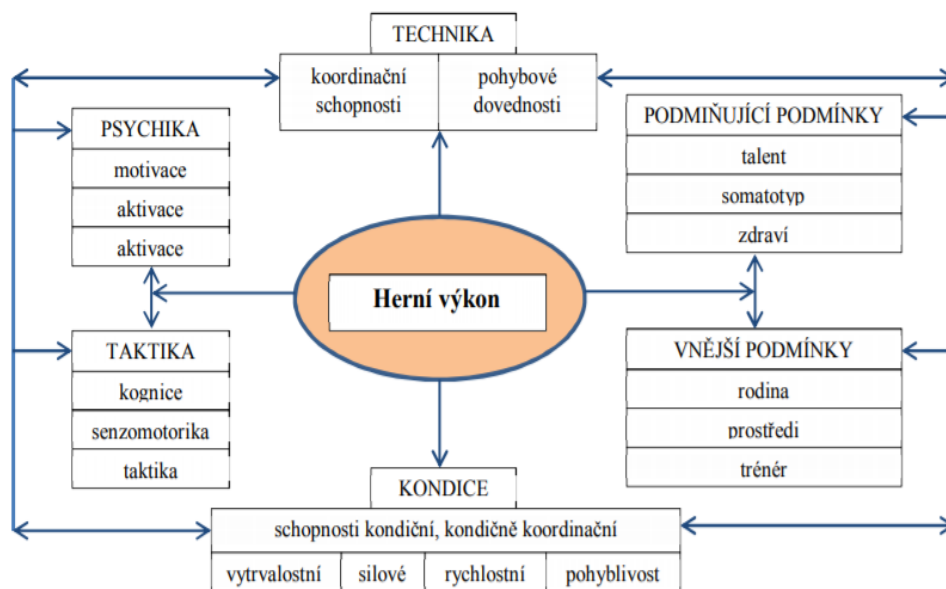 TECHNIKA
koordinační
schopnosti
pohybové
dovednosti
PSYCHIKA
motivace
aktivace
aktivace
PODMIŇUJÍCÍ PODMÍNKY
talent
somatotyp
zdraví
Herní výkon
TAKTIKA
kognice
senzomotorika
taktika
VNĚJŠÍ PODMÍNKY
rodina
prostředi
trénér
KONDICE
schopnosti kondiční, kondičně koordinační
vytrvalostní
silové
rychlostní
pohyblivost